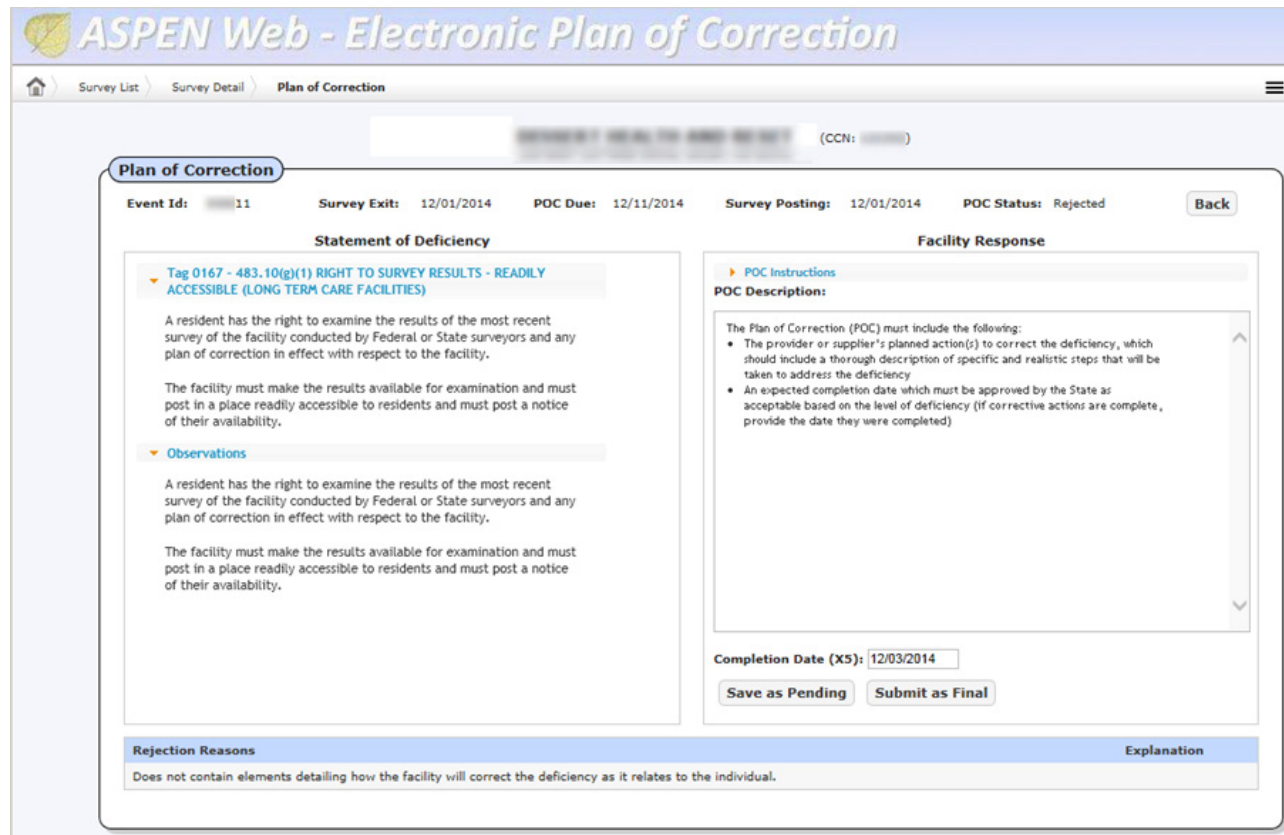 ASPEN Web - Electronic Plan of Correction
Survey List Survey Detail Plan of Correction
(CCN: )
Plan of Correction
Event Id: 11 Survey Exit: 12/01/2014 POC Due: 12/11/2014 Survey Posting: 12/01/2014 POC Status: Rejected Back
Statement of Deficiency
Tag 0167 - 483.10(g)(1) RIGHT TO SURVEY RESULTS - READILY
ACCESSIBLE (LONG TERM CARE FACILITIES)
A resident has the right to examine the results of the most recent
survey of the facility conducted by Federal or State surveyors and any
plan of correction in effect with respect to the facility.
The facility must make the results available for examination and must
post in a place readily accessible to residents and must post a notice
of their availability.
Observations
A resident has the right to examine the results of the most recent
survey of the facility conducted by Federal or State surveyors and any
plan of correction in effect with respect to the facility.
The facility must make the results available for examination and must
post in a place readily accessible to residents and must post a notice
of their availability.
Facility Response
POC Instructions
POC Description:
The Plan of Correction (POC) must include the following:
• The provider or supplier's planned action(s) to correct the deficiency, which
should include a thorough description of specific and realistic steps that will be
taken to address the deficiency
• An expected completion date which must be approved by the State as
acceptable based on the level of deficiency (if corrective actions are complete,
provide the date they were completed)
Completion Date (X5): 12/03/2014
Save as Pending Submit as Final
Rejection Reasons Explanation
Does not contain elements detailing how the facility will correct the deficiency as it relates to the individual.